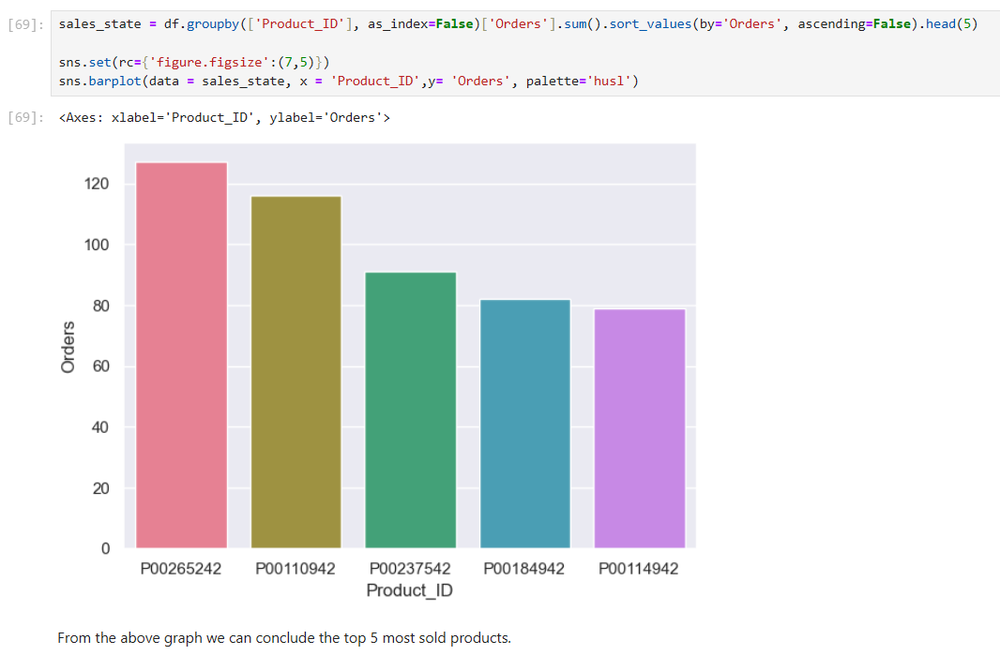 [69]: sales_state = df.groupby(['Product_ID'], as_index=False)['Orders'].sum().sort_values(by='Orders', ascending=False).head(5)
sns.set(rc={'figure.figsize':(7,5)})
sns.barplot(data = sales_state, x = 'Product_ID',y= 'Orders', palette='husl')
[69]: <Axes: xlabel='Product_ID', ylabel='Orders'>
120
100
80
60
40
20
0
Orders
P00265242 P00110942 P00237542 P00184942 P00114942
Product_ID
From the above graph we can conclude the top 5 most sold products.